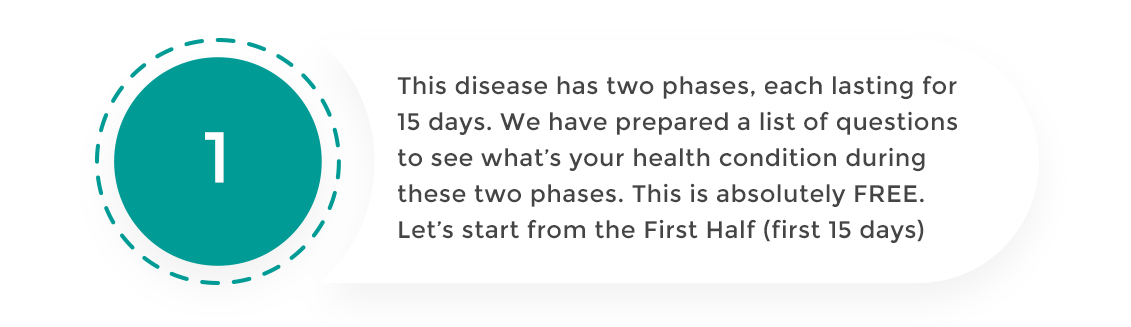 1
This disease has two phases, each lasting for
15 days. We have prepared a list of questions
to see what’s your health condition during
these two phases. This is absolutely FREE.
Let’s start from the First Half (first 15 days)